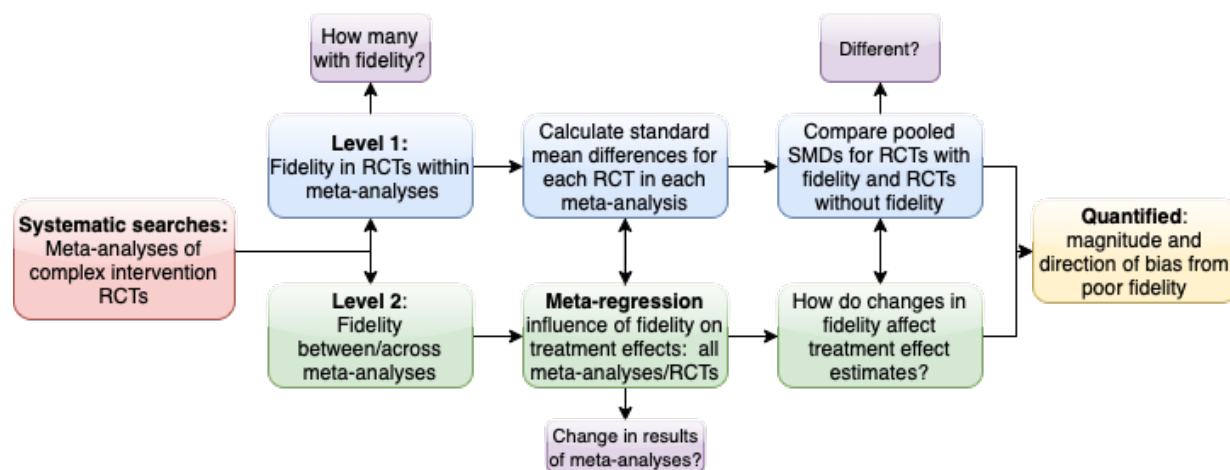 How many
with fidelity?
Different?
Level 1:
Fidelity in RCTs within
meta-analyses
Calculate standard
mean differences for
each RCT in each
meta-analysis
Compare pooled
SMDs for RCTs with
fidelity and RCTs
without fidelity
Systematic searches:
Meta-analyses of
complex intervention
RCTs
Quantified:
magnitude and
direction of bias from
poor fidelity
Level 2:
Fidelity
between/across
meta-analyses
Meta-regression
influence of fidelity on
treatment effects: all
meta-analyses/RCTs
How do changes in
fidelity affect
treatment effect
estimates?
Change in results
of meta-analyses?